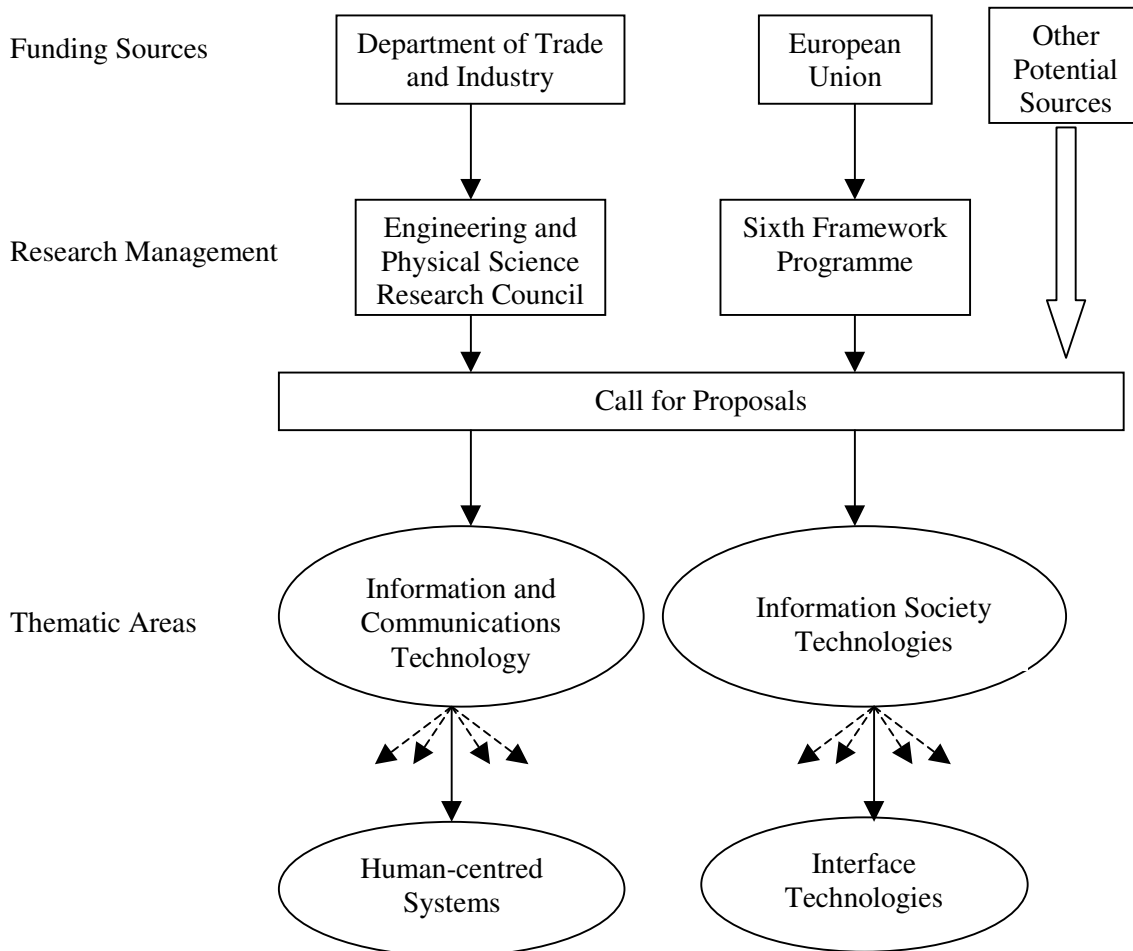 Funding Sources
Department of Trade
and Industry
European
Union
Other
Potential
Sources
Research Management
Engineering and
Physical Science
Research Council
Sixth Framework
Programme
Call for Proposals
Thematic Areas
Information and
Communications
Technology
Information Society
Technologies
Human-centred
Systems
Interface
Technologies